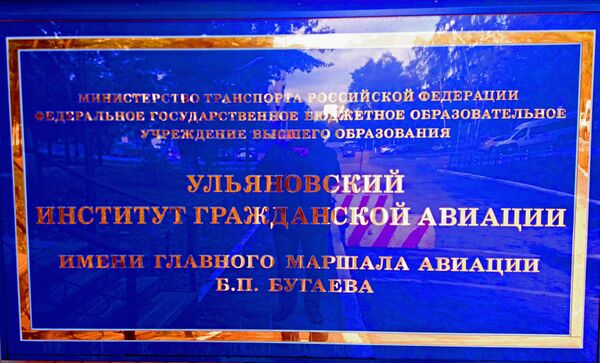 МИНИСТЕРСТВО ТРАНСПОРТА РОССИЙСКОЙ ФЕДЕРАЦИИ
ФЕДЕРАЛЬНОЕ ГОСУДАРСТВЕННОЕ БЮДЖЕТНОЕ ОБРАЗОВАТЕЛЬНОЕ
УЧРЕЖДЕНИЕ ВЫСШЕГО ОБРАЗОВАНИЯ
УЛЬЯНОВСКИЙ
ИНСТИТУТ ГРАЖДАНСКОЙ АВИАЦИИ
ИМЕНИ ГЛАВНОГО МАРШАЛА АВИАЦИИ
Б.П. БУГАЕВА